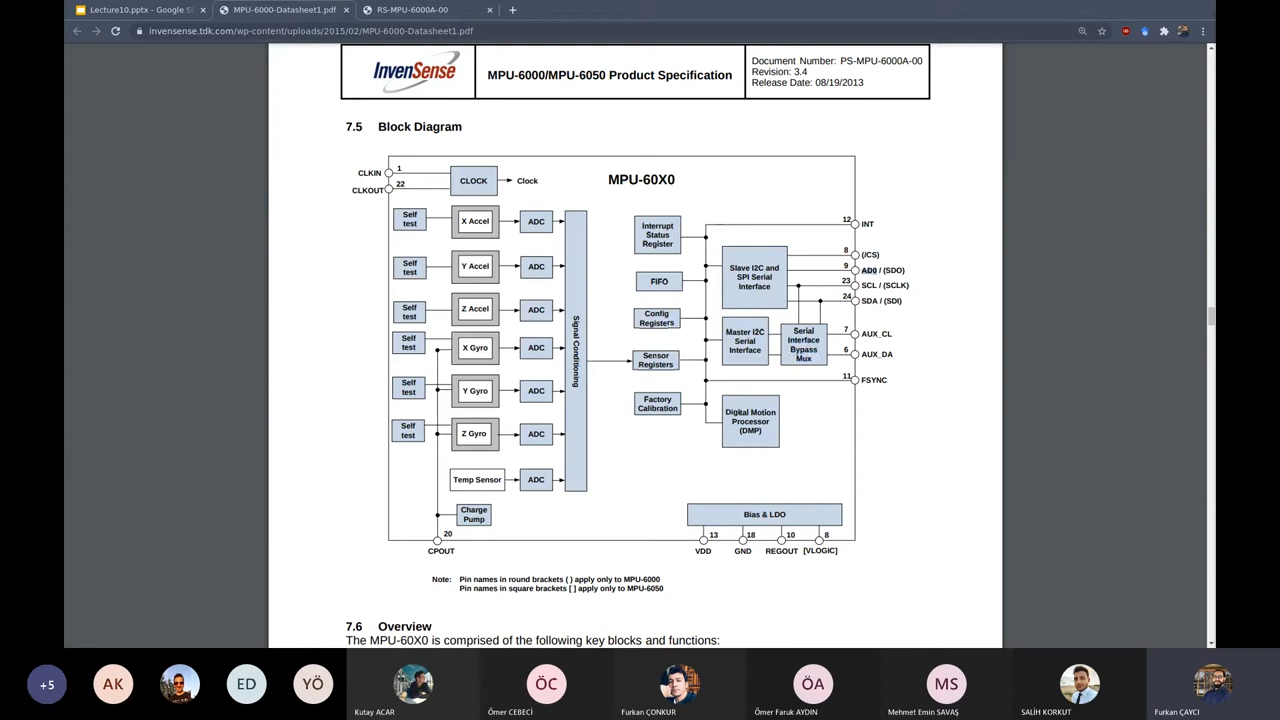 Lecture10.pptx - Google S
MPU-6000-Datasheet1.pdf
RS-MPU-6000A-00
invensense.tdk.com/wp-content/uploads/2015/02/MPU-6000-Datasheet1.pdf
InvenSense
MPU-6000/MPU-6050 Product Specification
Document Number: PS-MPU-6000A-00
Revision: 3.4
Release Date: 08/19/2013
7.5 Block Diagram
CLKIN
1
CLKOUT
22
CLOCK
Clock
MPU-60X0
Self
test
X Accel
ADC
Self
test
Y Accel
ADC
Self
test
Z Accel
ADC
Self
test
X Gyro
ADC
Self
test
Y Gyro
ADC
Self
test
Z Gyro
ADC
Temp Sensor
ADC
Charge
Pump
20
CPOUT
Signal Conditioning
Interrupt
Status
Register
FIFO
Config
Registers
Sensor
Registers
Factory
Calibration
Slave I2C and
SPI Serial
Interface
Master I2C
Serial
Interface
Serial
Interface
Bypass
Mux
Digital Motion
Processor
(DMP)
12
INT
8
(/CS)
9
AD0 / (SDO)
23
SCL / (SCLK)
24
SDA / (SDI)
7
AUX_CL
6
AUX_DA
11
FSYNC
Bias & LDO
13
VDD
18
GND
10
REGOUT
8
[VLOGIC]
Note: Pin names in round brackets ( ) apply only to MPU-6000
Pin names in square brackets [ ] apply only to MPU-6050
7.6 Overview
The MPU-60X0 is comprised of the following key blocks and functions:
+5
AK
ED
YÖ
Kutay ACAR
ÖC
Ömer CEBECİ
Furkan ÇONKUR
ÖA
Ömer Faruk AYDIN
MS
Mehmet Emin SAVAŞ
SALİH KORKUT
Furkan ÇAYCI